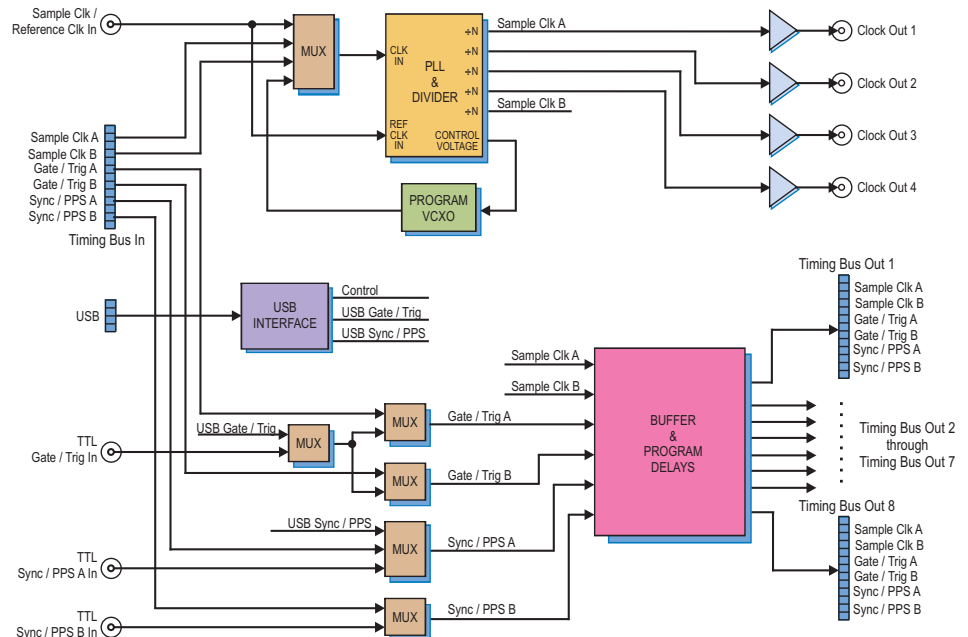 Sample Clk /
Reference Clk In
MUX
CLK
IN
PLL
&
DIVIDER
REF
CLK
IN
CONTROL
VOLTAGE
÷N
÷N
÷N
÷N
Sample Clk A
Sample Clk B
Clock Out 1
Clock Out 2
Clock Out 3
Clock Out 4
PROGRAM
VCXO
Sample Clk A
Sample Clk B
Gate / Trig A
Gate / Trig B
Sync / PPS A
Sync / PPS B
Timing Bus In
USB
USB
INTERFACE
Control
USB Gate / Trig
USB Sync / PPS
TTL
Gate / Trig In
USB Gate / Trig
MUX
MUX
Gate / Trig A
MUX
Gate / Trig B
USB Sync / PPS
TTL
Sync / PPS A In
MUX
Sync / PPS A
TTL
Sync / PPS B In
MUX
Sync / PPS B
Sample Clk A
Sample Clk B
BUFFER
&
PROGRAM
DELAYS
Timing Bus Out 1
Sample Clk A
Sample Clk B
Gate / Trig A
Gate / Trig B
Sync / PPS A
Sync / PPS B
Timing Bus Out 2
through
Timing Bus Out 7
Timing Bus Out 8
Sample Clk A
Sample Clk B
Gate / Trig A
Gate / Trig B
Sync / PPS A
Sync / PPS B